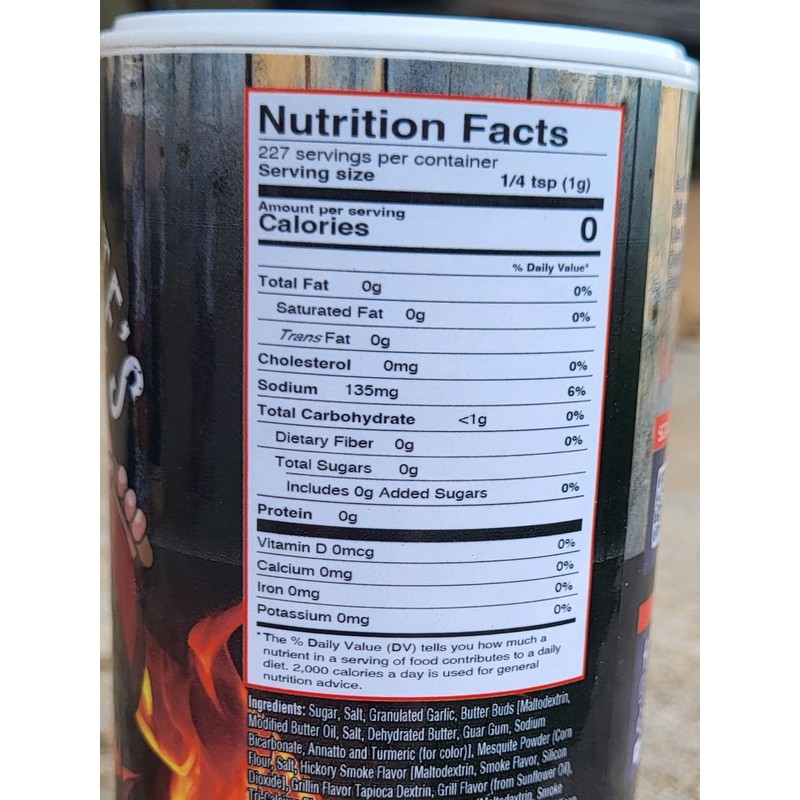 Nutrition Facts
227 servings per container
Serving size 1/4 tsp (1g)
Amount per serving
Calories 0
% Daily Value*
Total Fat 0g 0%
Saturated Fat 0g 0%
Trans Fat 0g
Cholesterol 0mg 0%
Sodium 135mg 6%
Total Carbohydrate <1g 0%
Dietary Fiber 0g 0%
Total Sugars 0g
Includes 0g Added Sugars 0%
Protein 0g
Vitamin D 0mcg 0%
Calcium 0mg 0%
Iron 0mg 0%
Potassium 0mg 0%
*The % Daily Value (DV) tells you how much a
nutrient in a serving of food contributes to a daily
diet. 2,000 calories a day is used for general
nutrition advice.
Ingredients: Sugar, Salt, Granulated Garlic, Butter Buds [Maltodextrin,
Modified Butter Oil, Salt, Dehydrated Butter, Guar Gum, Sodium
Bicarbonate, Annatto and Turmeric (for color)], Mesquite Powder (Corn
Flour, Salt, Hickory Smoke Flavor [Maltodextrin, Smoke Flavor, Silicon
Dioxide], Grillin Flavor Tapioca Dextrin, Grill Flavor (from Sunflower Oil),
[Maltodextrin, Smoke
E'S